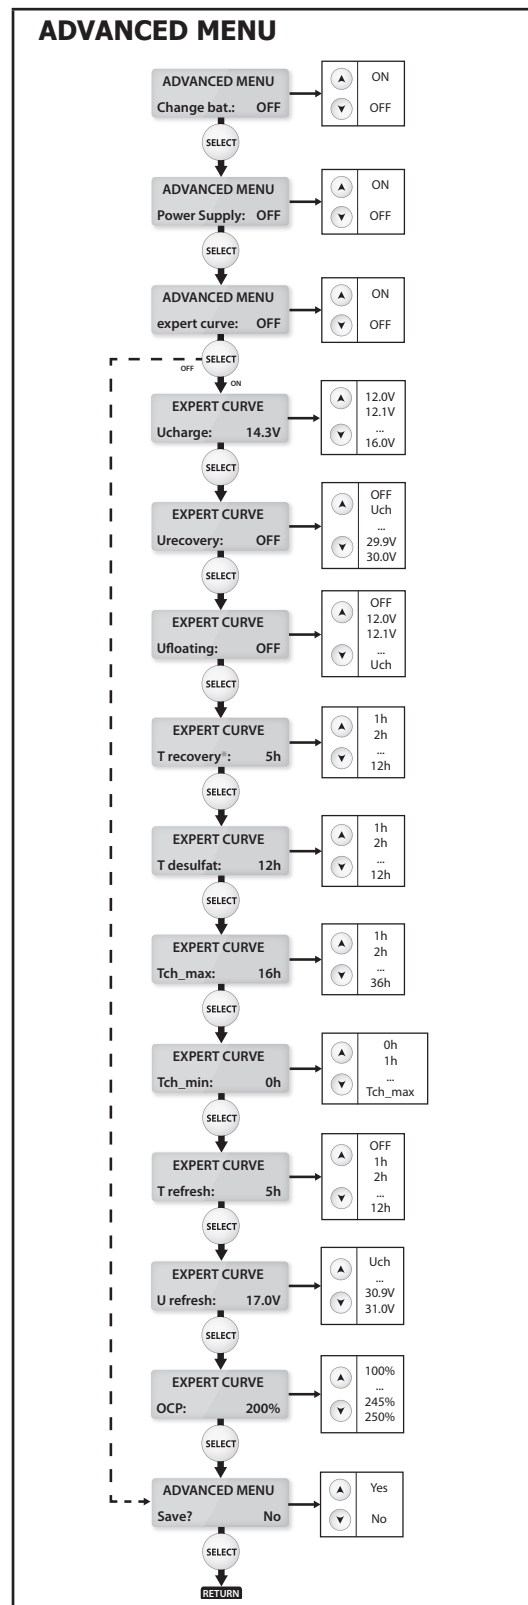 ADVANCED MENU
ADVANCED MENU
Change bat.: OFF
ON
OFF
SELECT
ADVANCED MENU
Power Supply: OFF
ON
OFF
SELECT
ADVANCED MENU
expert curve: OFF
ON
OFF
SELECT
OFF
ON
EXPERT CURVE
Ucharge: 14.3V
12.0V
12.1V
...
16.0V
SELECT
EXPERT CURVE
Urecovery: OFF
OFF
Uch
...
29.9V
30.0V
SELECT
EXPERT CURVE
Ufloating: OFF
OFF
12.0V
12.1V
...
Uch
SELECT
EXPERT CURVE
T recovery*: 5h
1h
2h
...
12h
SELECT
EXPERT CURVE
T desulfat: 12h
1h
2h
...
12h
SELECT
EXPERT CURVE
Tch_max: 16h
1h
2h
...
36h
SELECT
EXPERT CURVE
Tch_min: 0h
0h
1h
...
Tch_max
SELECT
EXPERT CURVE
T refresh: 5h
OFF
1h
2h
...
12h
SELECT
EXPERT CURVE
U refresh: 17.0V
Uch
...
30.9V
31.0V
SELECT
EXPERT CURVE
OCP: 200%
100%
...
245%
250%
SELECT
ADVANCED MENU
Save? No
Yes
No
SELECT
RETURN